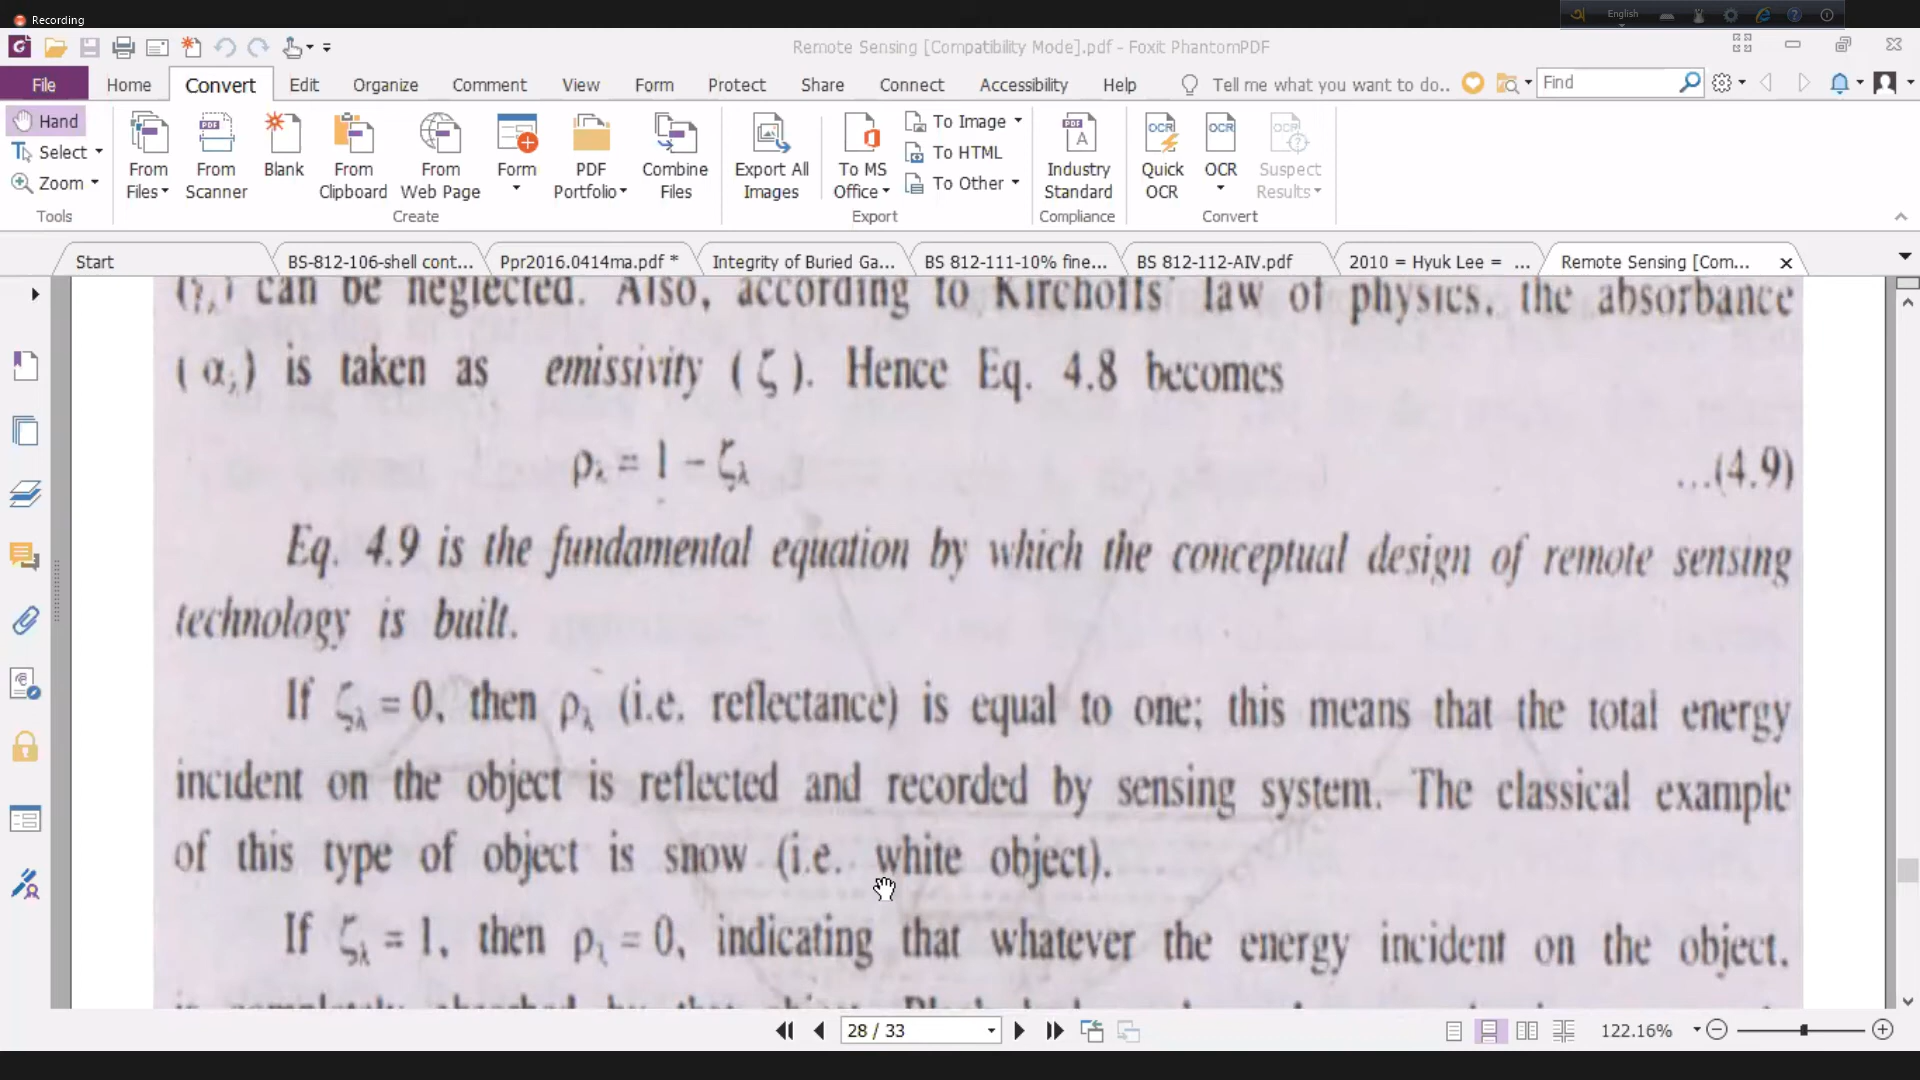 Recording
English
Remote Sensing [Compatibility Mode].pdf - Foxit PhantomPDF
File Home Convert Edit Organize Comment View Form Protect Share Connect Accessibility Help Tell me what you want to do.. Find
Hand
Select
Zoom
Tools
From Files
From Scanner
Blank
From Clipboard
From Web Page
Form
PDF Portfolio
Combine Files
Create
Export All Images
To MS Office
To Image
To HTML
To Other
Export
Industry Standard
Compliance
Quick OCR
OCR
Suspect Results
Convert
Start BS-812-106-shell cont... Ppr2016.0414ma.pdf * Integrity of Buried Ga... BS 812-111-10% fine... BS 812-112-AIV.pdf 2010 = Hyuk Lee = ... Remote Sensing [Com...
can be neglected. Also, according to Kirchoffs' law of physics, the absorbance
(αλ) is taken as emissivity (ζ). Hence Eq. 4.8 becomes
ρλ = 1 − ζλ ...(4.9)
Eq. 4.9 is the fundamental equation by which the conceptual design of remote sensing
technology is built.
If ζλ = 0, then ρλ (i.e. reflectance) is equal to one; this means that the total energy
incident on the object is reflected and recorded by sensing system. The classical example
of this type of object is snow (i.e. white object).
If ζλ = 1, then ρλ = 0, indicating that whatever the energy incident on the object,
is completely absorbed by that object.
28 / 33
122.16%